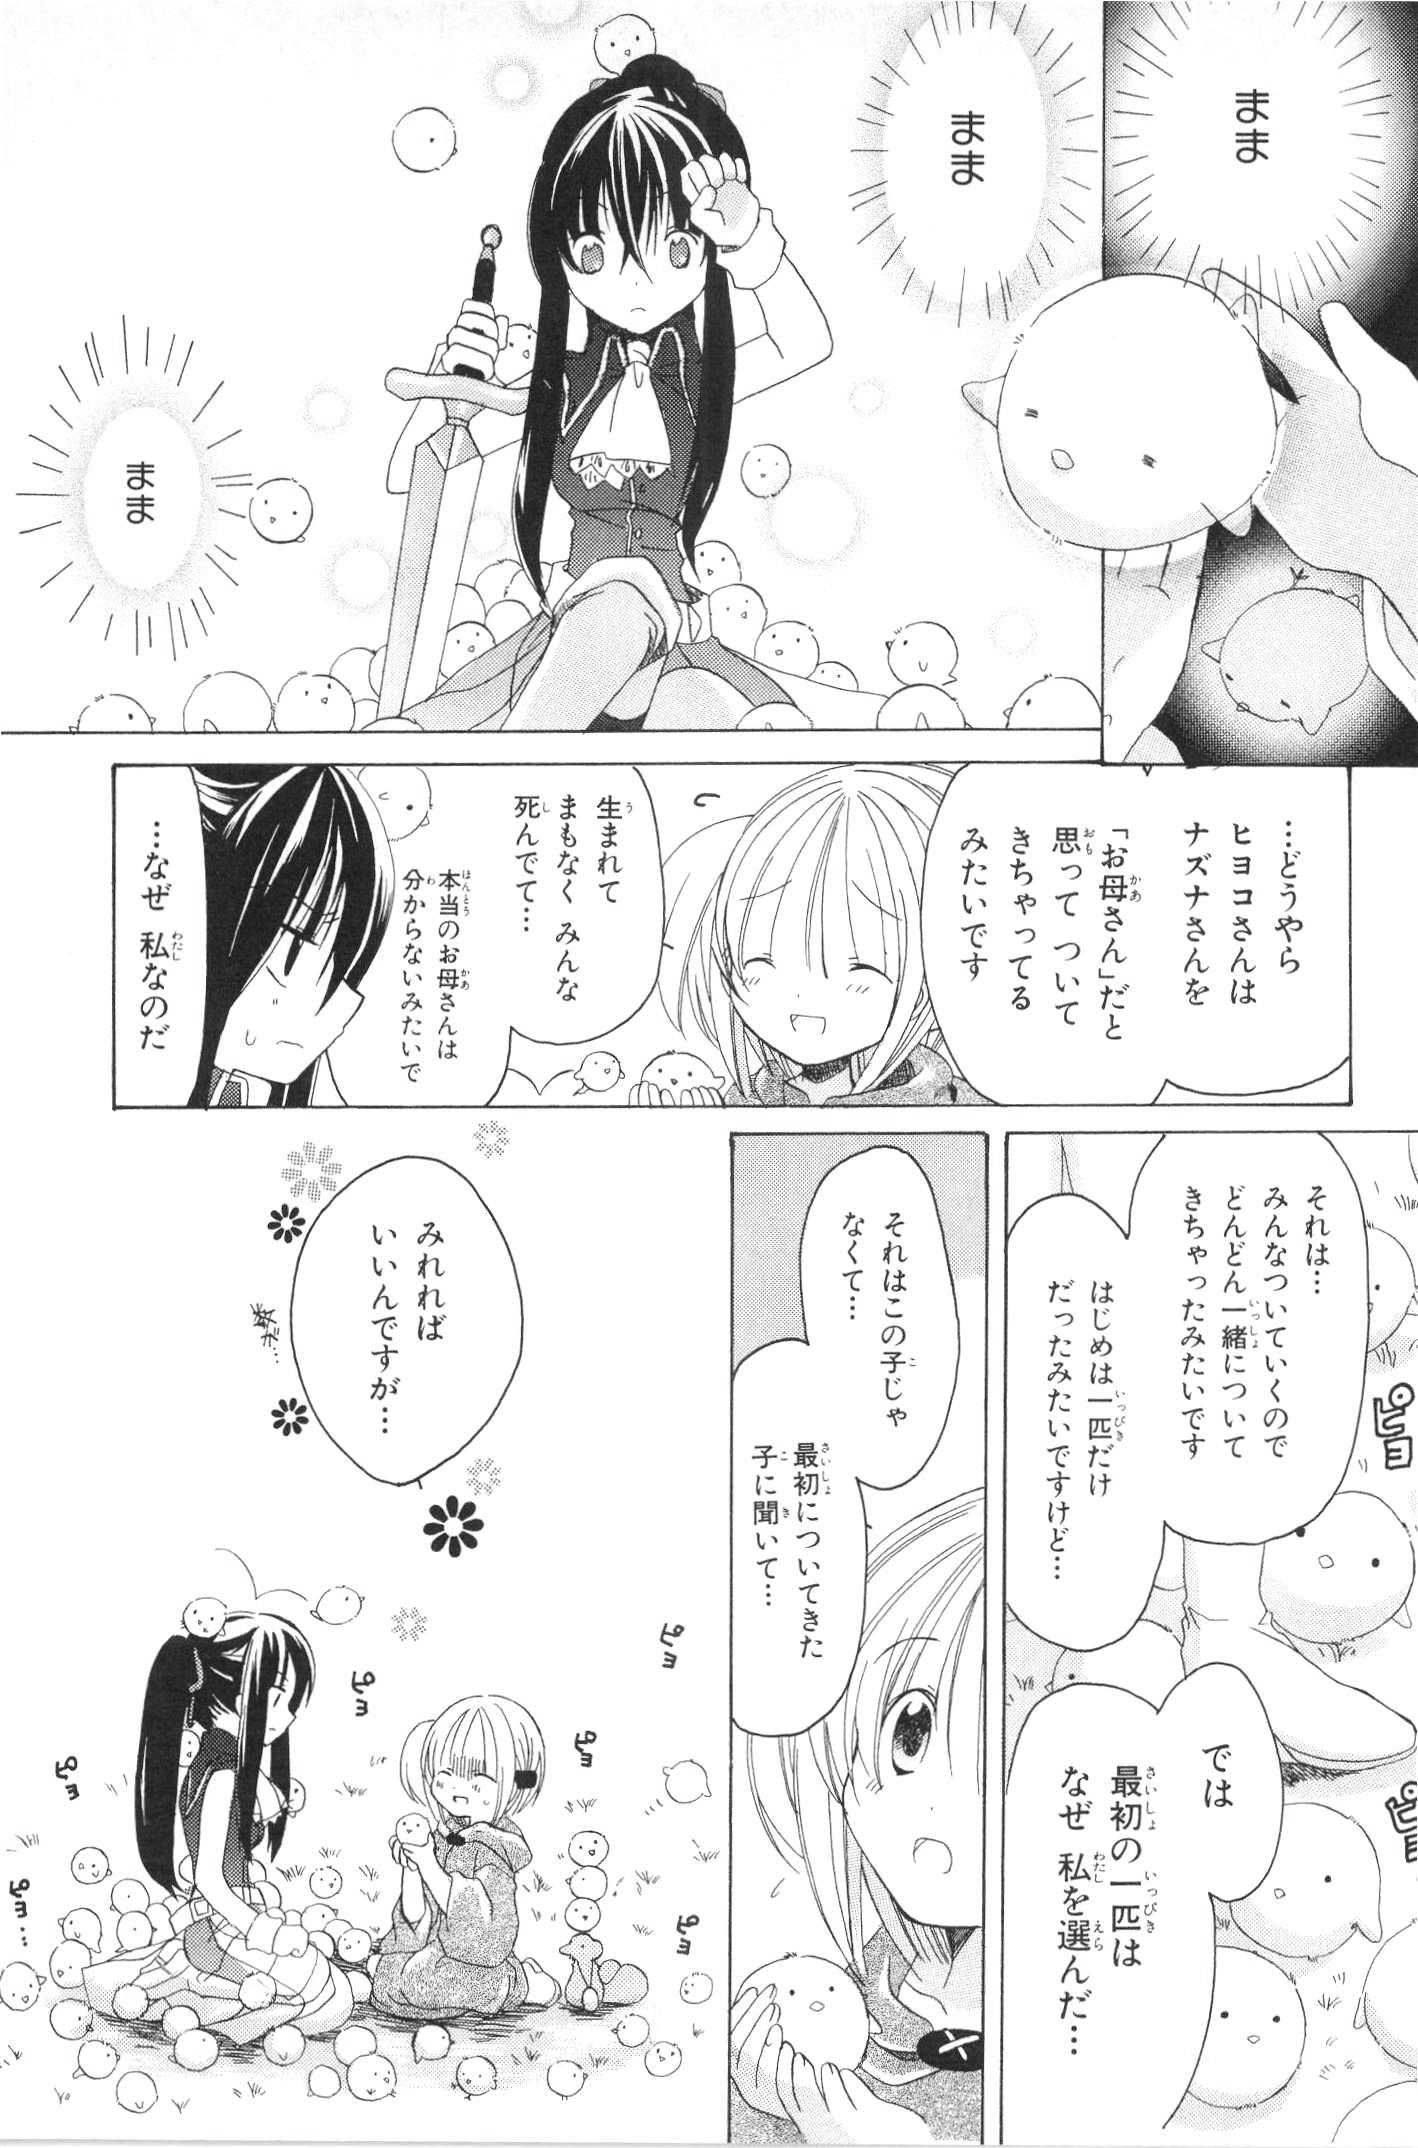 まま
まま
まま
…どうやら
ヒヨコさんは
ナズナさんを
「お母さん」だと
思って ついて
きちゃってる
みたいです
生まれて
まもなく みんな
死んでて…
本当のお母さんは
分からないみたいで
…なぜ 私なのだ
それは…
みんなついていくので
どんどん一緒について
きちゃったみたいです
はじめは一匹だけ
だったみたいですけど…
ピヨ
では
最初の一匹は
なぜ 私を選んだ…
ピヨ
それはこの子じゃ
なくて…
最初についてきた
子に聞いて…
みれれば
いいんですが…
数が…
ピヨ
ピヨ
ピヨ
ピヨ
ピヨ
ピヨ…